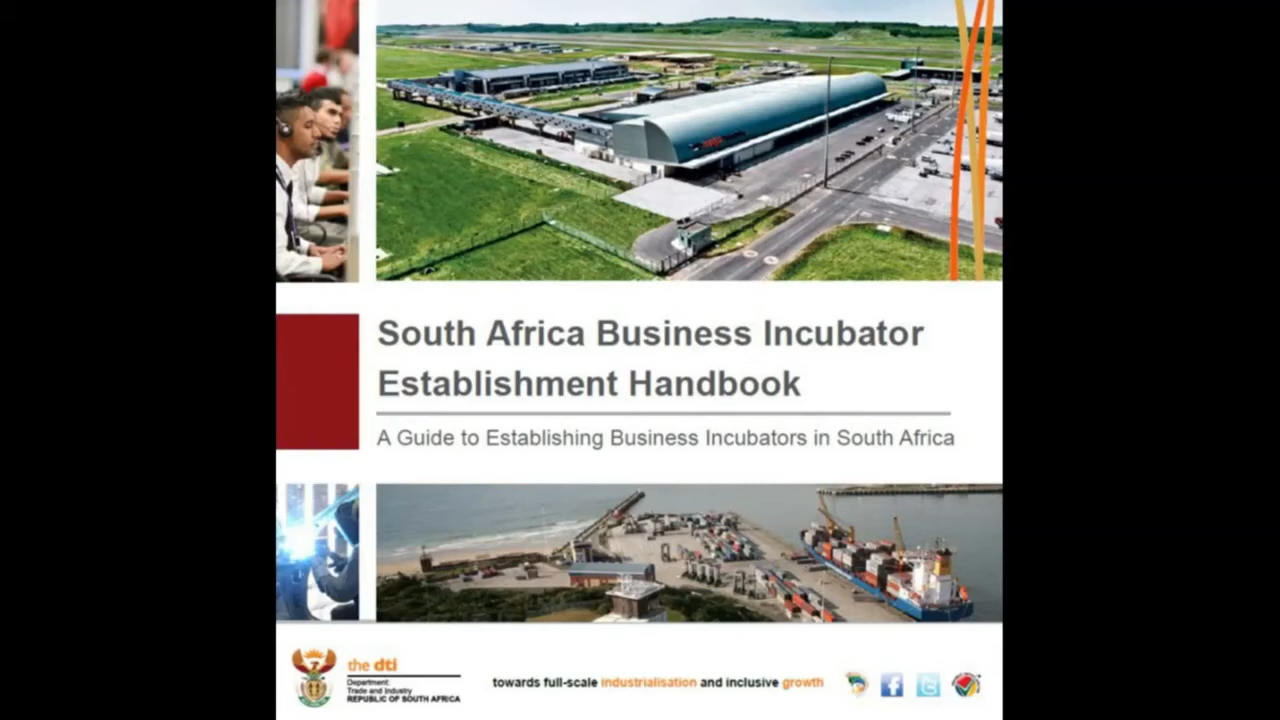 South Africa Business Incubator
Establishment Handbook
A Guide to Establishing Business Incubators in South Africa
the dti
Department:
Trade and Industry
REPUBLIC OF SOUTH AFRICA
towards full-scale industrialisation and inclusive growth